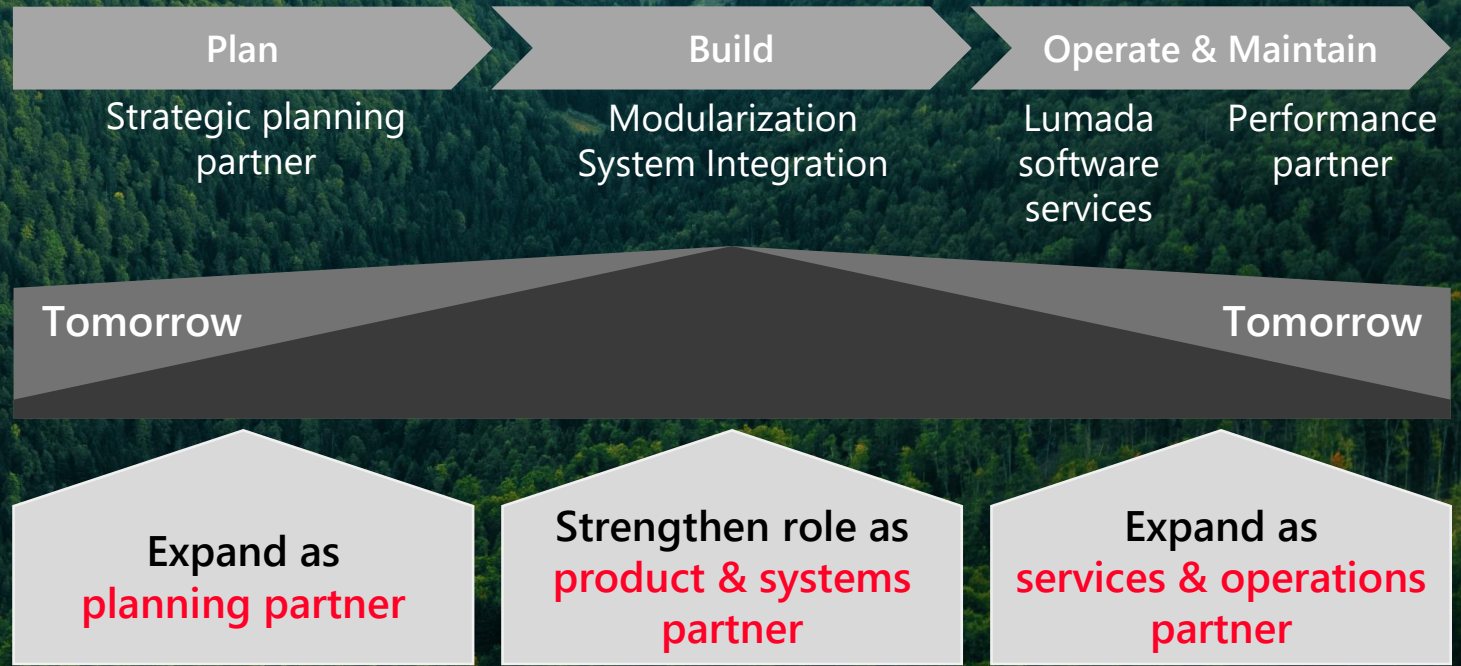 Plan
Build
Operate & Maintain
Strategic planning
partner
Modularization
System Integration
Lumada
software
services
Performance
partner
Tomorrow
Tomorrow
Expand as
planning partner
Strengthen role as
product & systems
partner
Expand as
services & operations
partner